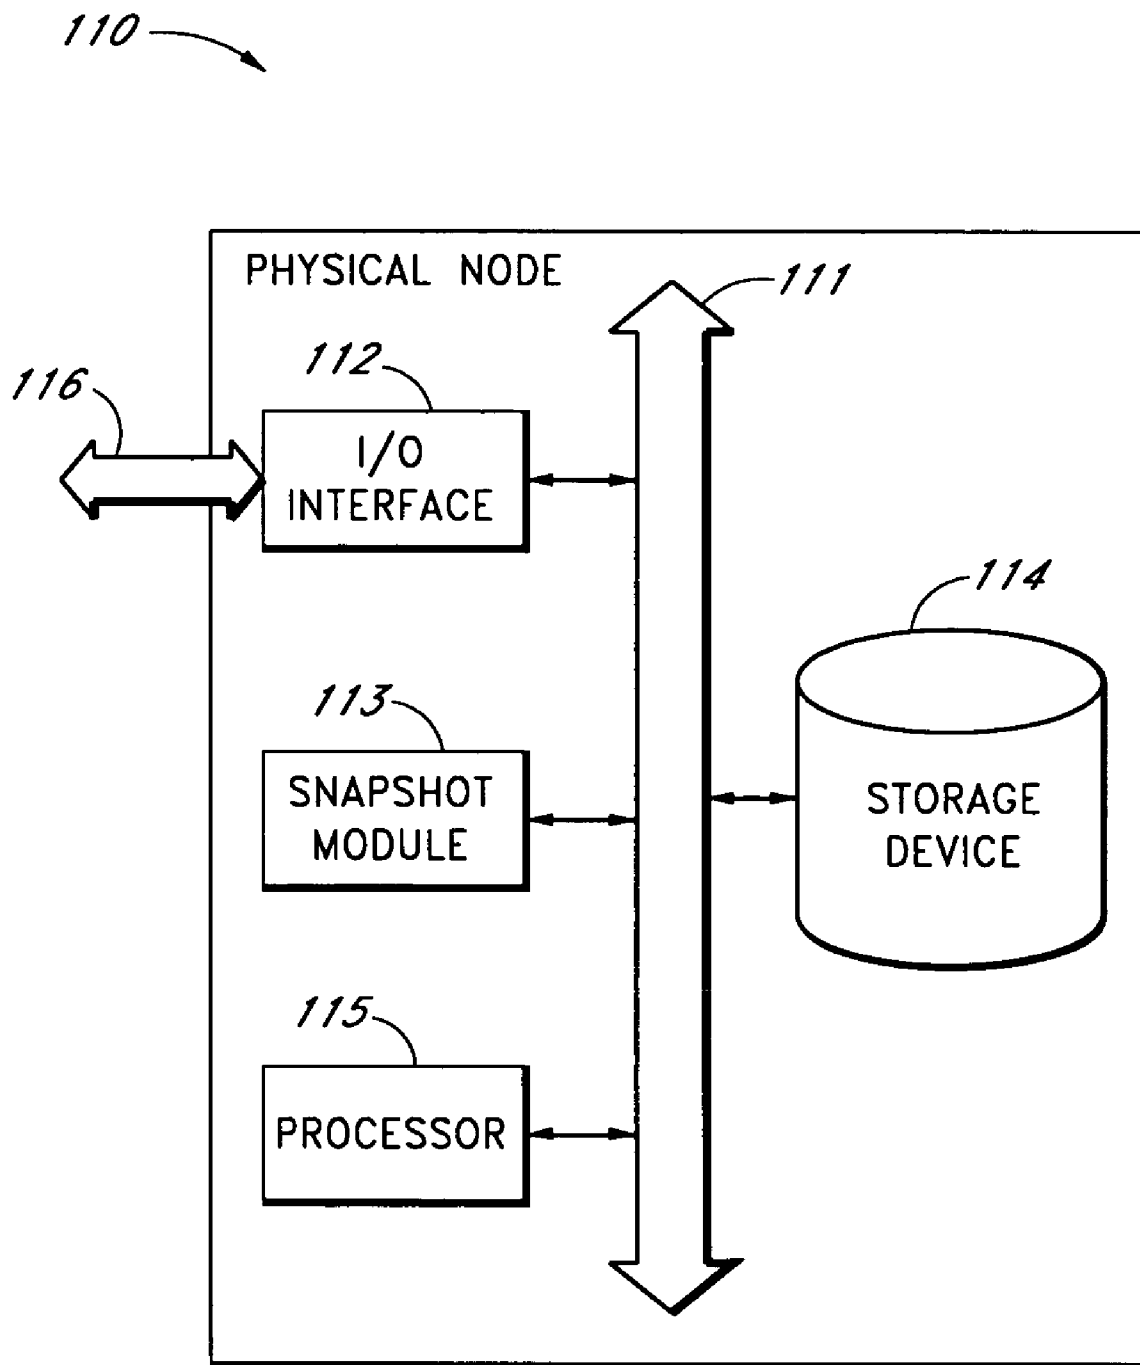 110
PHYSICAL NODE
111
112
116
I/O
INTERFACE
114
113
SNAPSHOT
MODULE
STORAGE
DEVICE
115
PROCESSOR